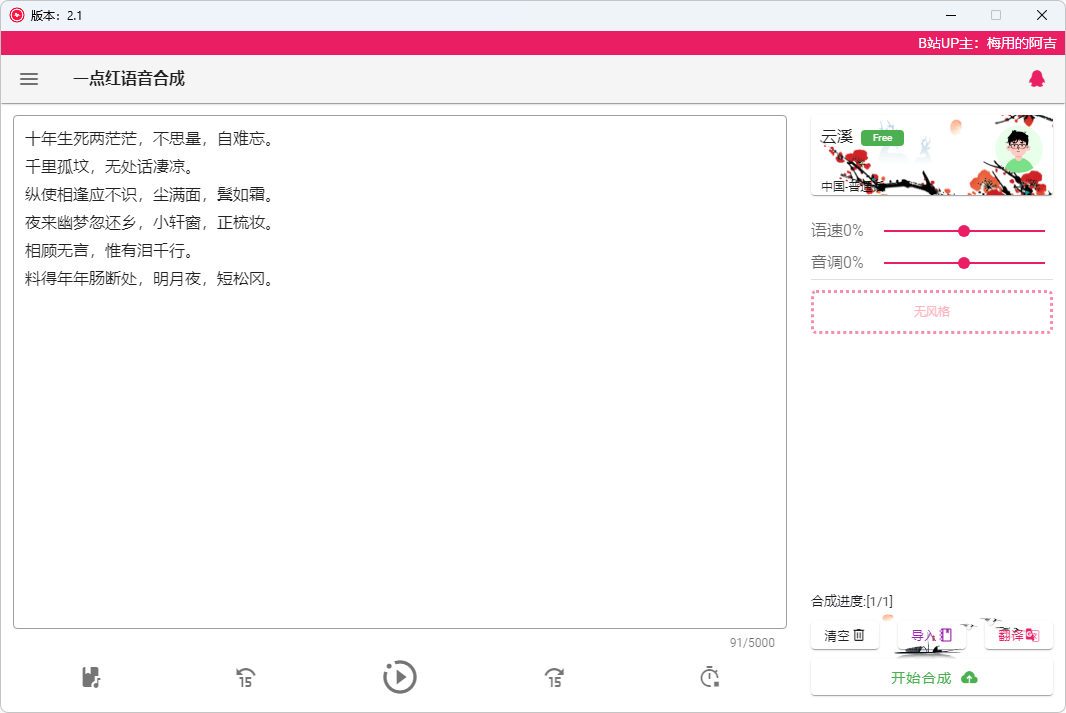 版本：2.1
B站UP主：梅用的阿吉
一点红语音合成
十年生死两茫茫，不思量，自难忘。
千里孤坟，无处话凄凉。
纵使相逢应不识，尘满面，鬓如霜。
夜来幽梦忽还乡，小轩窗，正梳妆。
相顾无言，惟有泪千行。
料得年年肠断处，明月夜，短松冈。
91/5000
15
15
云溪 Free
中国-普通
语速0%
音调0%
无风格
合成进度:[1/1]
清空 导入 翻译
开始合成